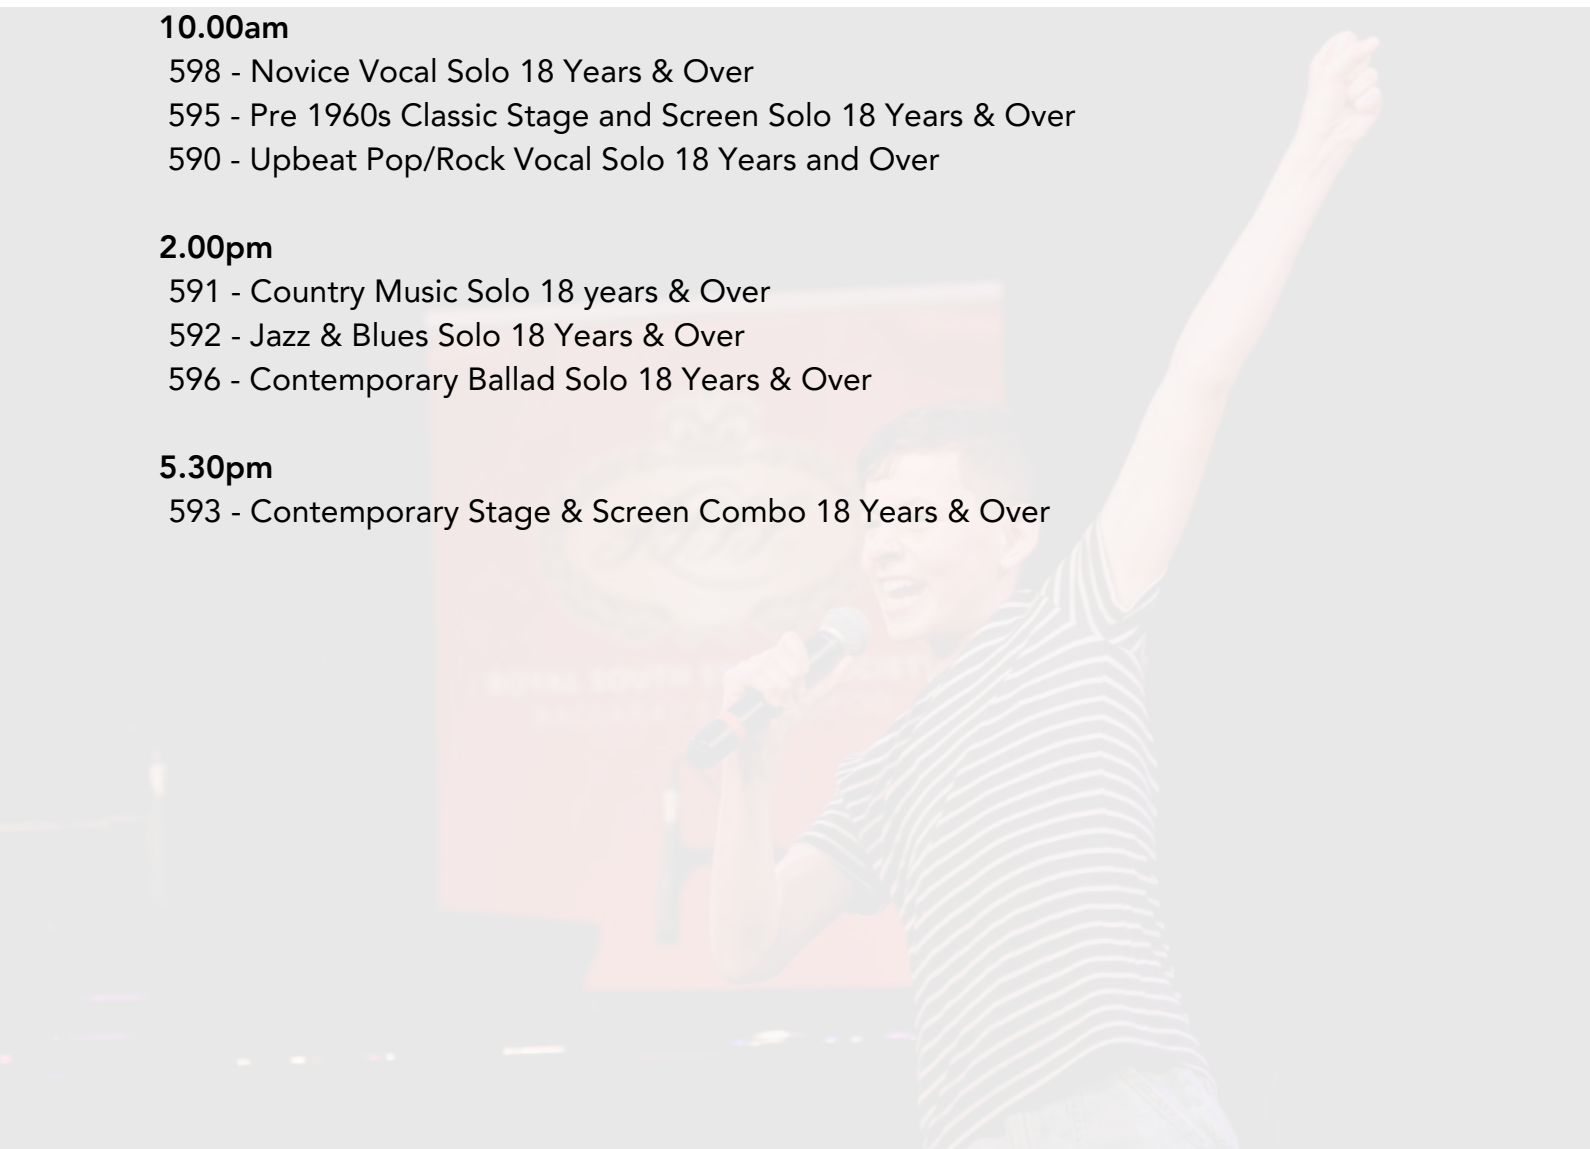 10.00am
598 - Novice Vocal Solo 18 Years & Over
595 - Pre 1960s Classic Stage and Screen Solo 18 Years & Over
590 - Upbeat Pop/Rock Vocal Solo 18 Years and Over
2.00pm
591 - Country Music Solo 18 years & Over
592 - Jazz & Blues Solo 18 Years & Over
596 - Contemporary Ballad Solo 18 Years & Over
5.30pm
593 - Contemporary Stage & Screen Combo 18 Years & Over
ROYAL SOUTH